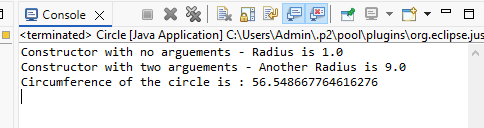 Console
<terminated> Circle [Java Application] C:\Users\Admin\.p2\pool\plugins\org.eclipse.jus
Constructor with no arguements - Radius is 1.0
Constructor with two arguements - Another Radius is 9.0
Circumference of the circle is : 56.548667764616276